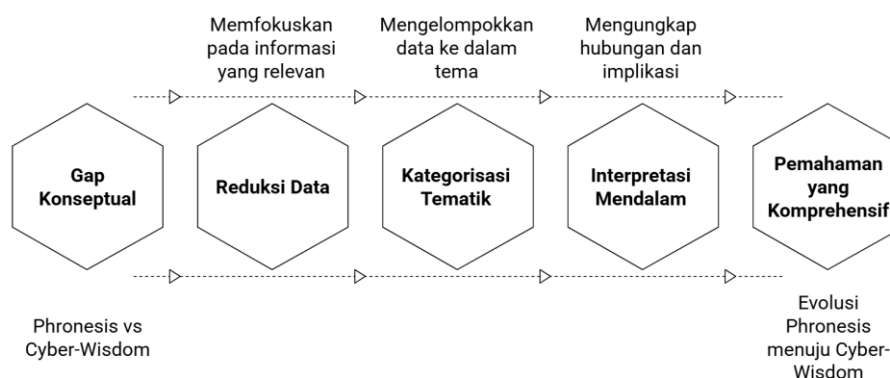 Memfokuskan
pada informasi
yang relevan
Mengelompokkan
data ke dalam
tema
Mengungkap
hubungan dan
implikasi
Gap
Konseptual
Reduksi Data
Kategorisasi
Tematik
Interpretasi
Mendalam
Pemahaman
yang
Komprehensif
Phronesis vs
Cyber-Wisdom
Evolusi
Phronesis
menuju Cyber-
Wisdom